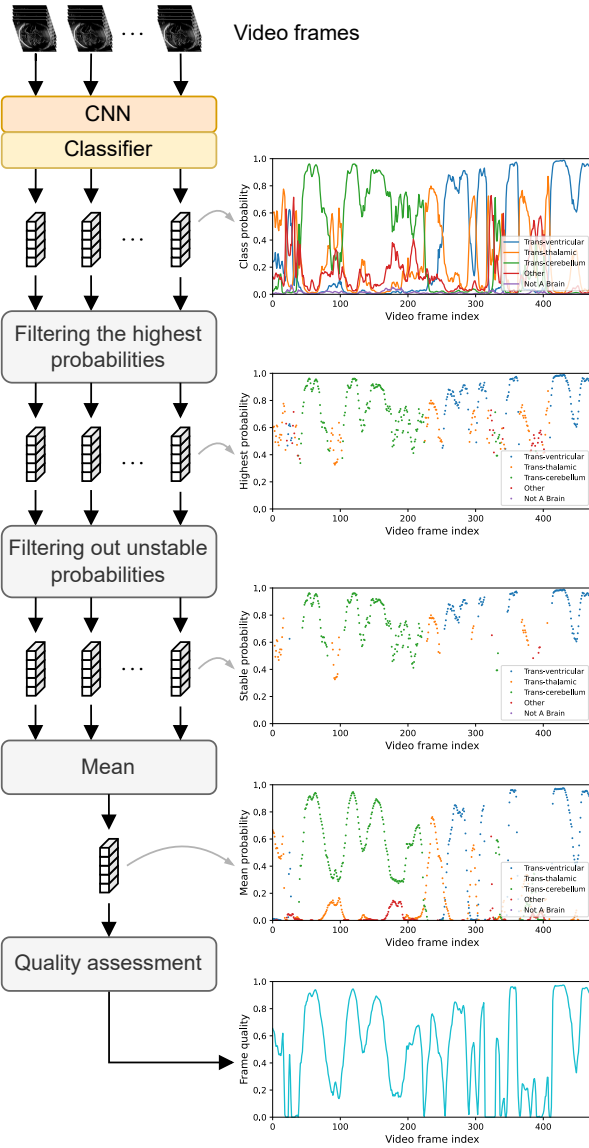 Video frames
CNN
Classifier
Class probability
1.0
0.8
0.6
0.4
0.2
0.0
Trans-ventricular
Trans-thalamic
Trans-cerebellum
Other
Not A Brain
0 100 200 300 400
Video frame index
Filtering the highest
probabilities
Highest probability
1.0
0.8
0.6
0.4
0.2
0.0
Trans-ventricular
Trans-thalamic
Trans-cerebellum
Other
Not A Brain
0 100 200 300 400
Video frame index
Filtering out unstable
probabilities
Stable probability
1.0
0.8
0.6
0.4
0.2
0.0
Trans-ventricular
Trans-thalamic
Trans-cerebellum
Other
Not A Brain
0 100 200 300 400
Video frame index
Mean
Mean probability
1.0
0.8
0.6
0.4
0.2
0.0
Trans-ventricular
Trans-thalamic
Trans-cerebellum
Other
Not A Brain
0 100 200 300 400
Video frame index
Quality assessment
Frame quality
1.0
0.8
0.6
0.4
0.2
0.0
0 100 200 300 400
Video frame index